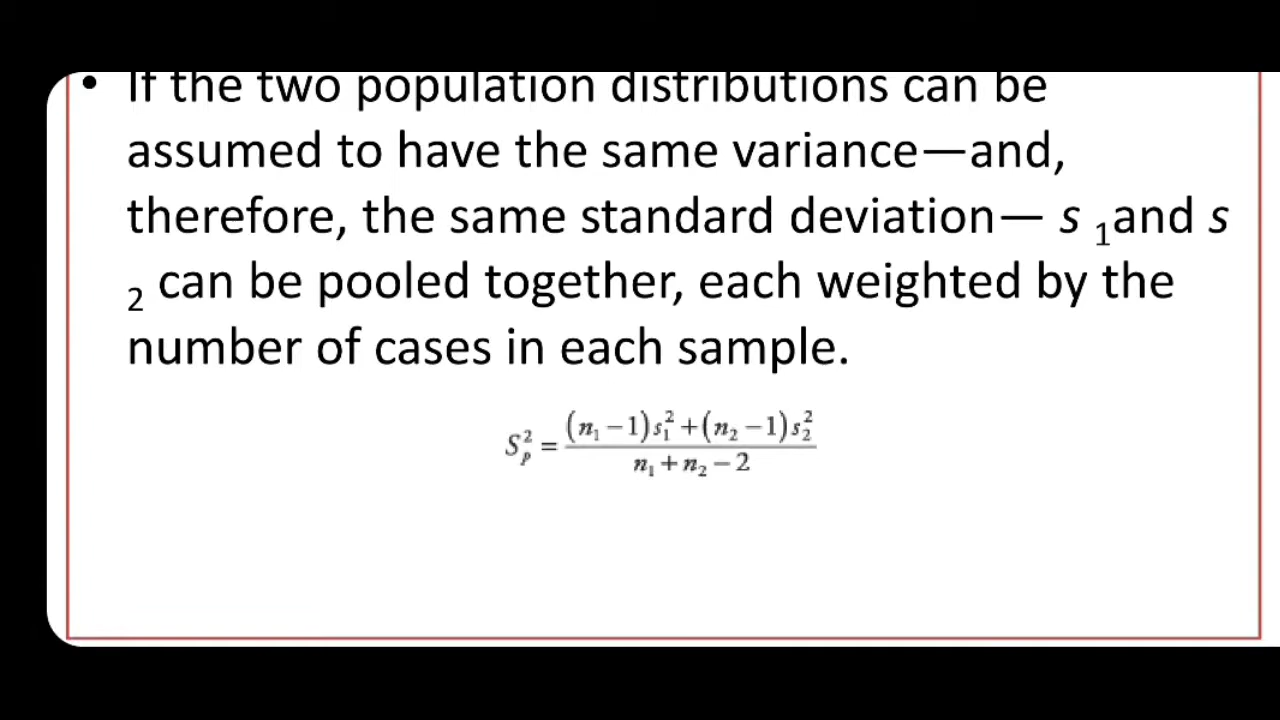 • If the two population distributions can be
assumed to have the same variance—and,
therefore, the same standard deviation— s ₁and s
₂ can be pooled together, each weighted by the
number of cases in each sample.
S²ₚ = ((n₁ − 1)s₁² + (n₂ − 1)s₂²) / (n₁ + n₂ − 2)